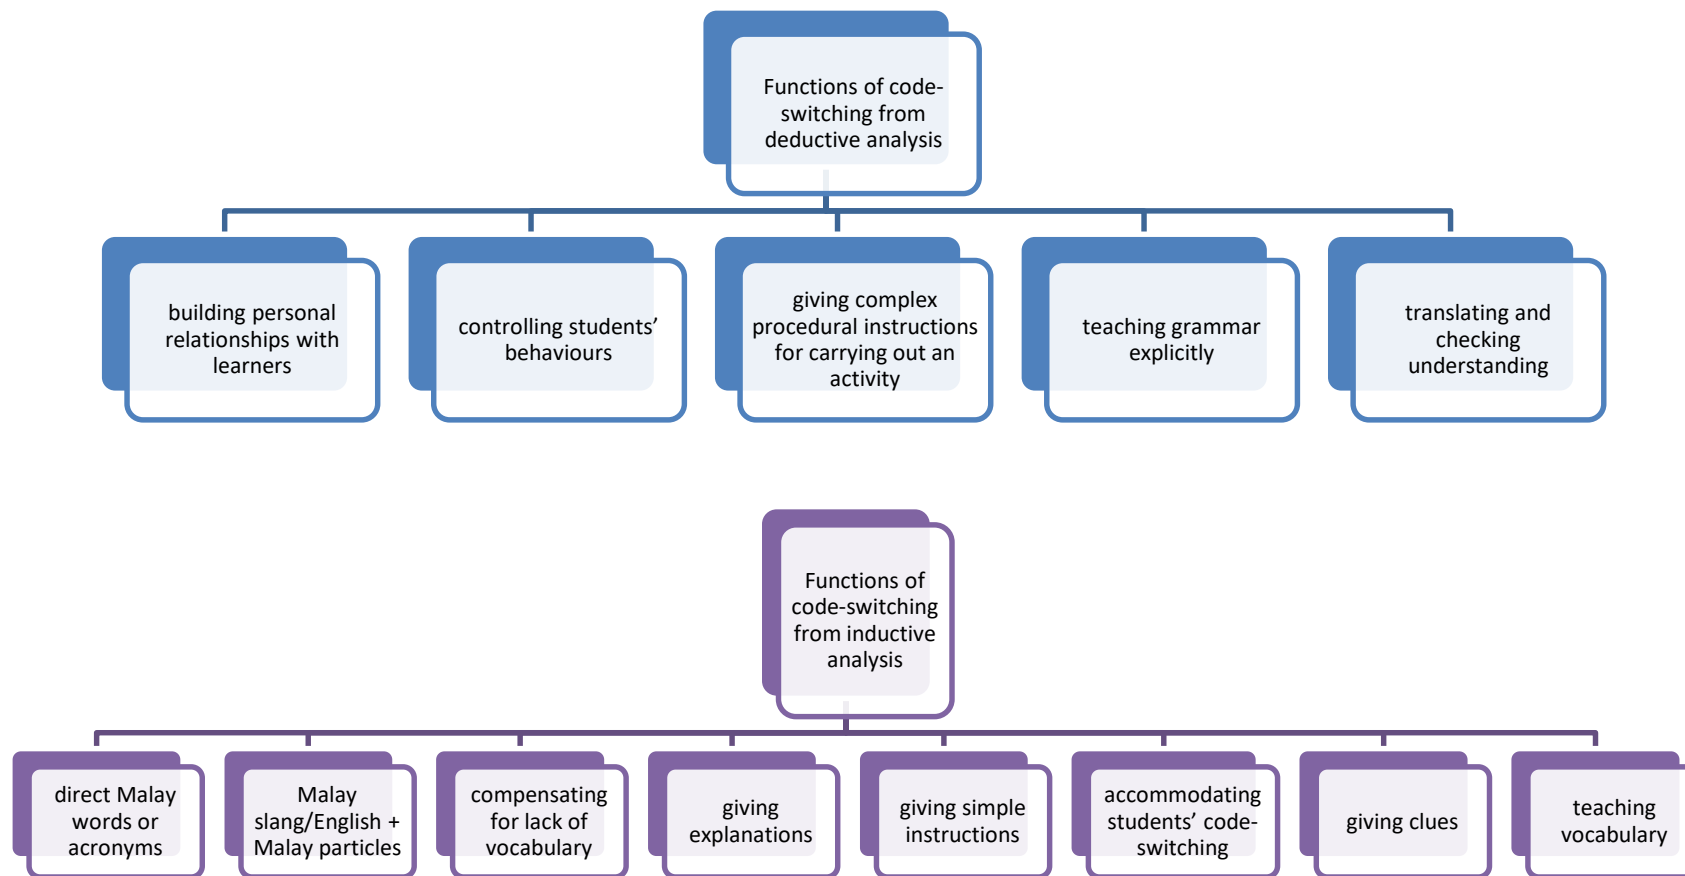 Functions of code-
switching from
deductive analysis
building personal
relationships with
learners
controlling students’
behaviours
giving complex
procedural instructions
for carrying out an
activity
teaching grammar
explicitly
translating and
checking
understanding
Functions of
code-switching
from inductive
analysis
direct Malay
words or
acronyms
Malay
slang/English +
Malay particles
compensating
for lack of
vocabulary
giving
explanations
giving simple
instructions
accommodating
students’ code-
switching
giving clues
teaching
vocabulary